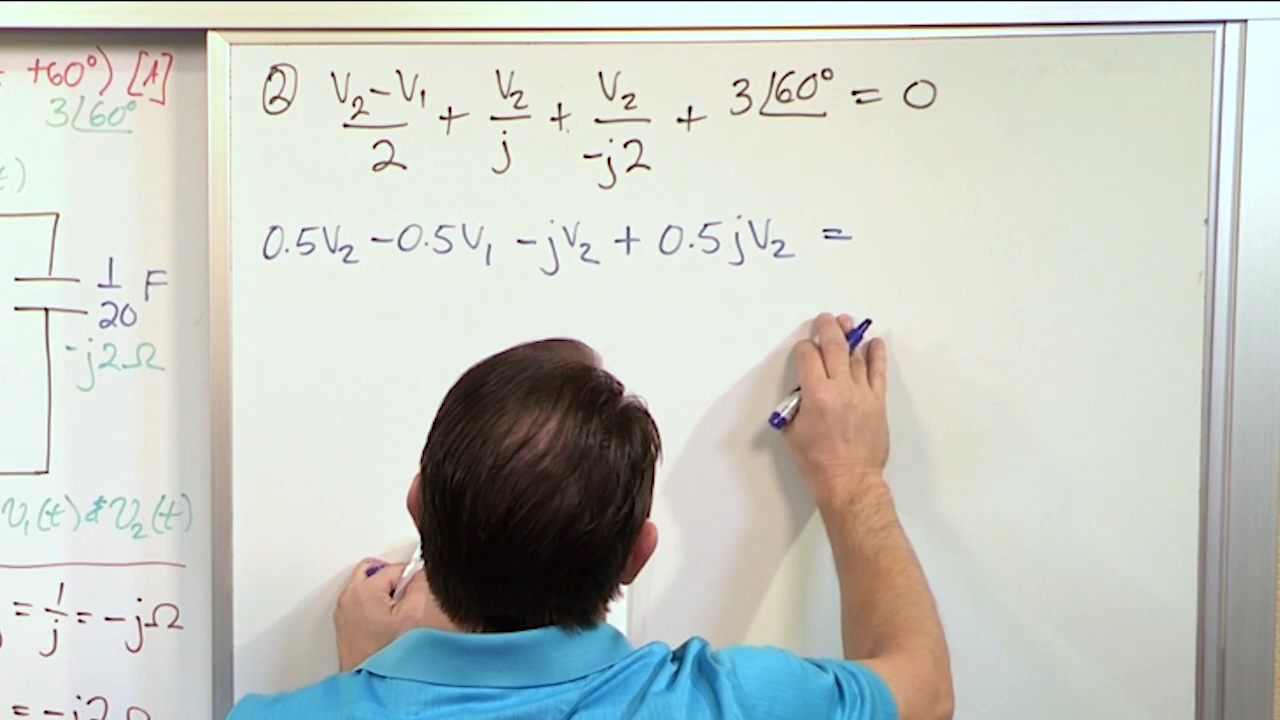 +60°) [A]
3∠60°
t)
1/20 F
-j2Ω
v₁(t) & v₂(t)
= 1/j = -jΩ
= -j2Ω
② (V₂-V₁)/2 + V₂/j + V₂/-j2 + 3∠60° = 0
0.5V₂ - 0.5V₁ - jV₂ + 0.5jV₂ =